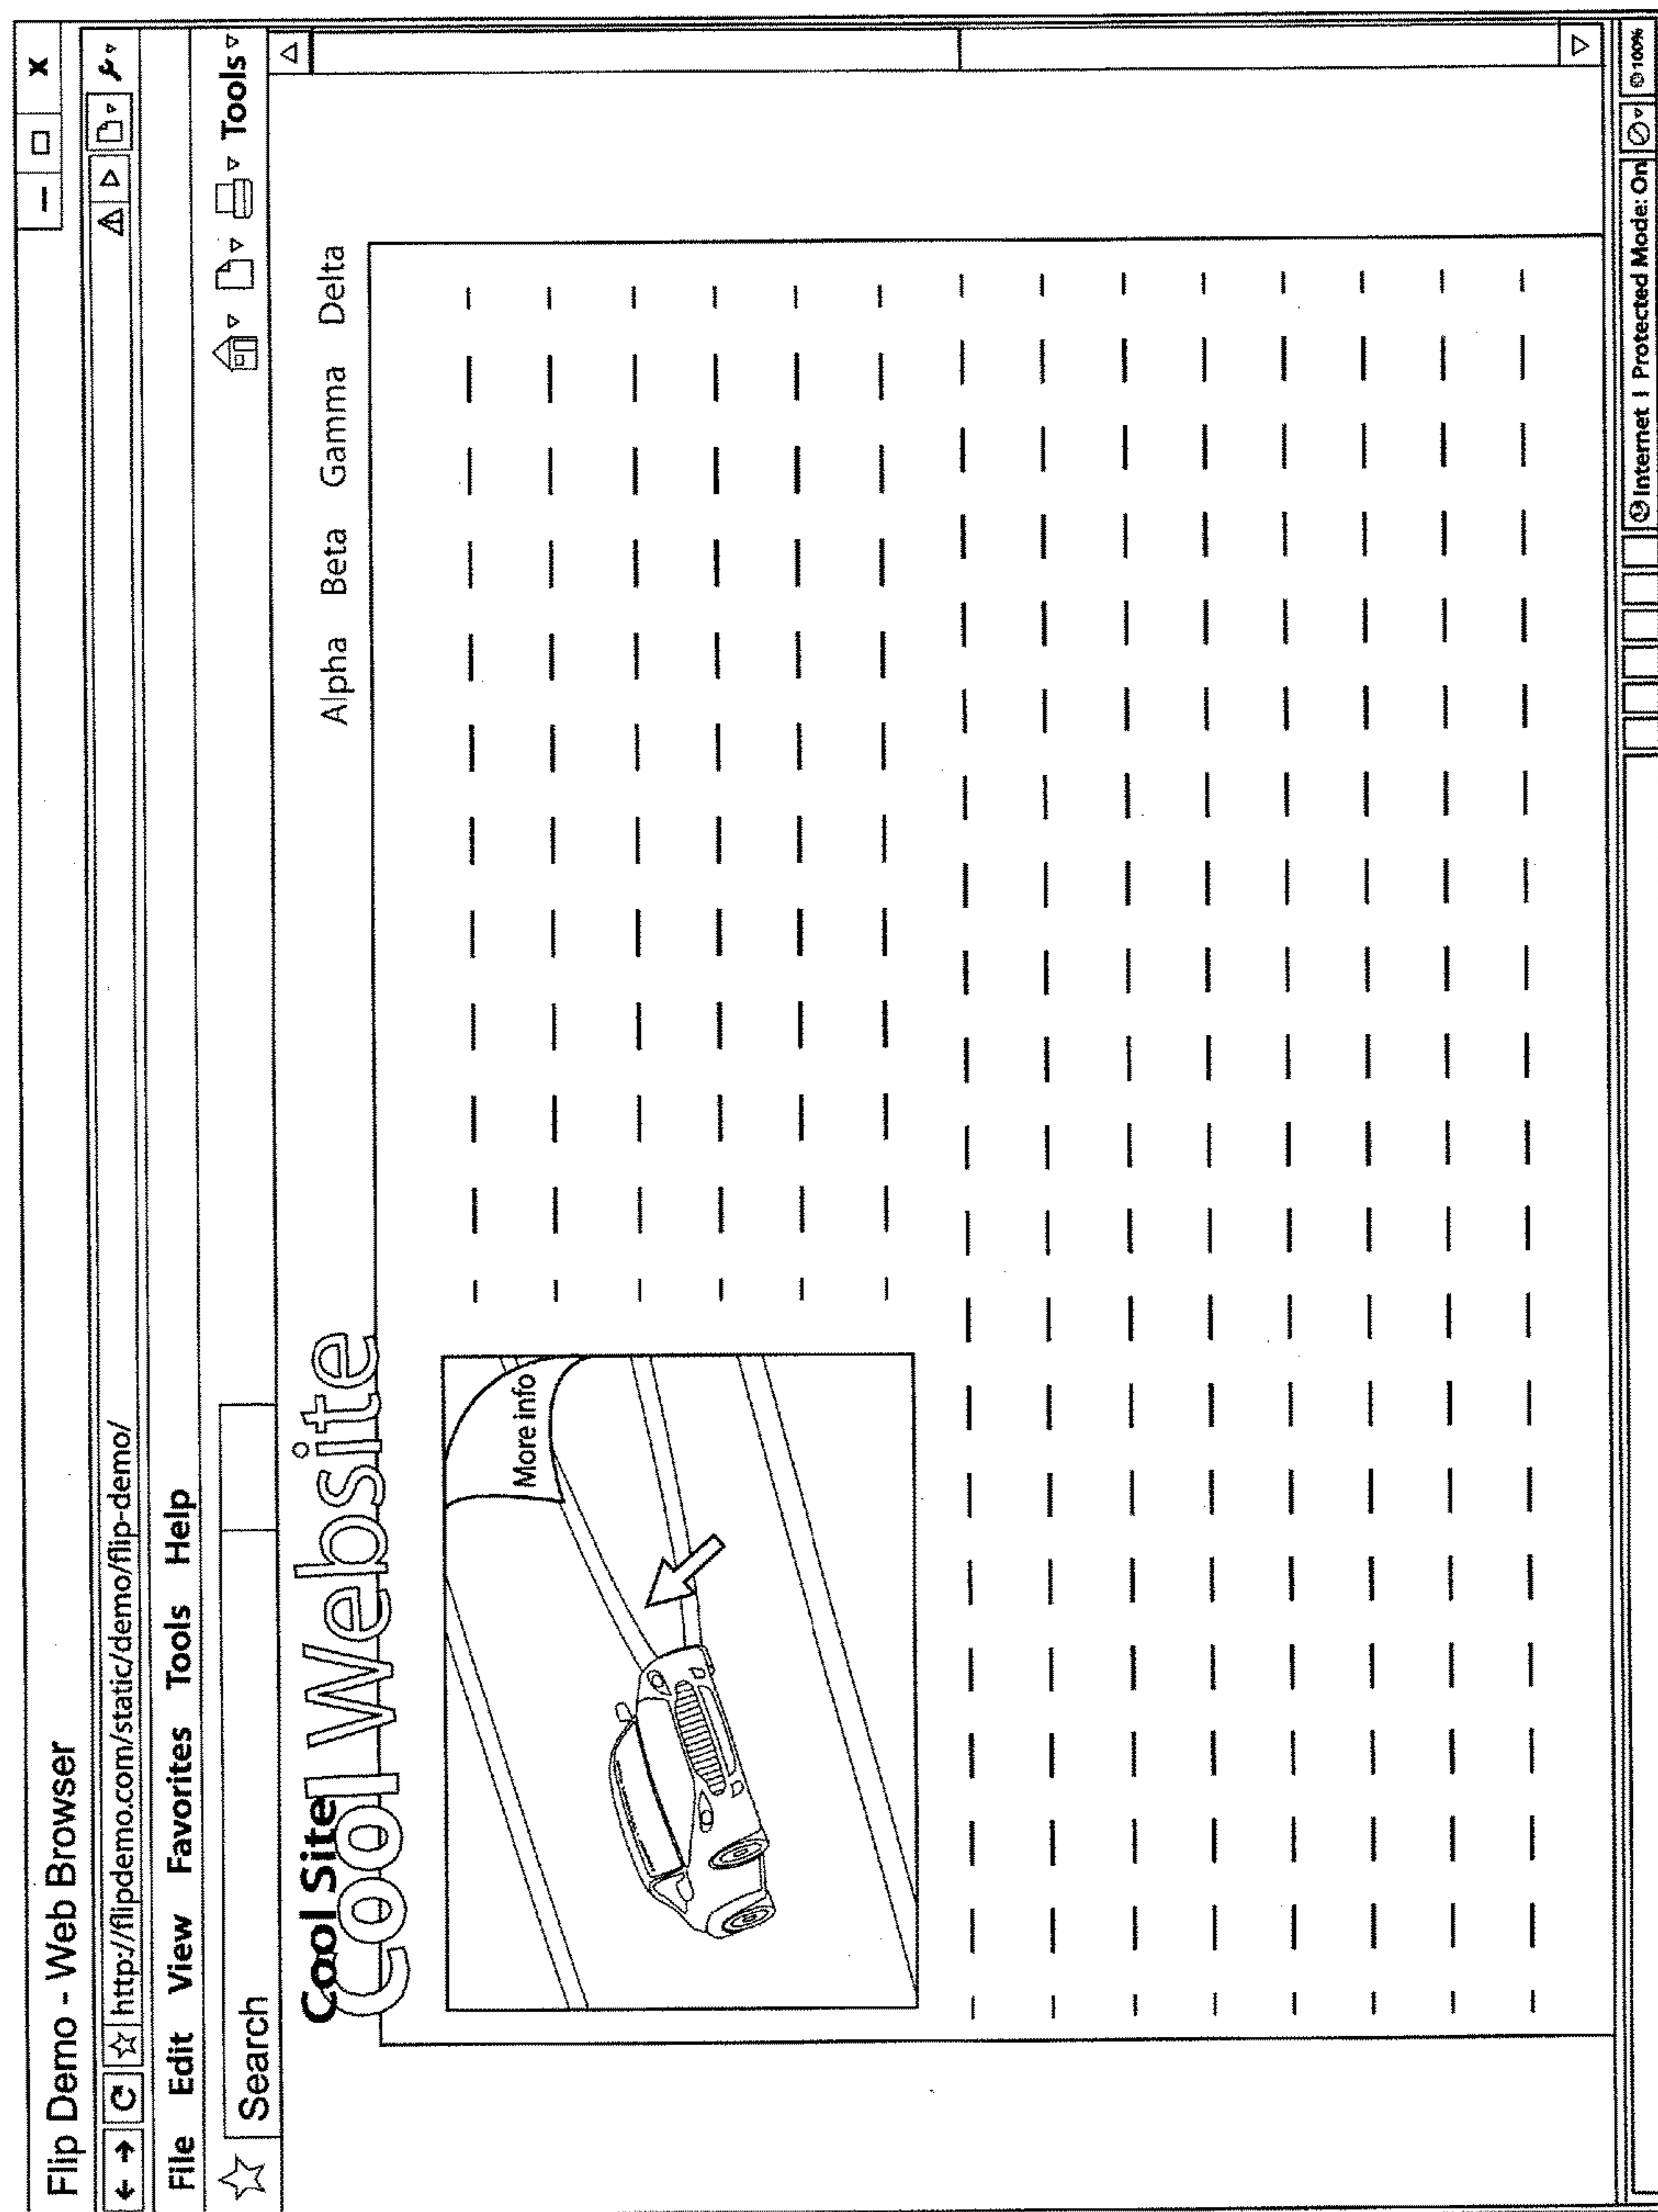 Flip Demo - Web Browser
http://flipdemo.com/static/demo/flip-demo/
File Edit View Favorites Tools Help
Search
Tools
Cool Site
Cool Website
Alpha Beta Gamma Delta
More info
Internet | Protected Mode: On
100%